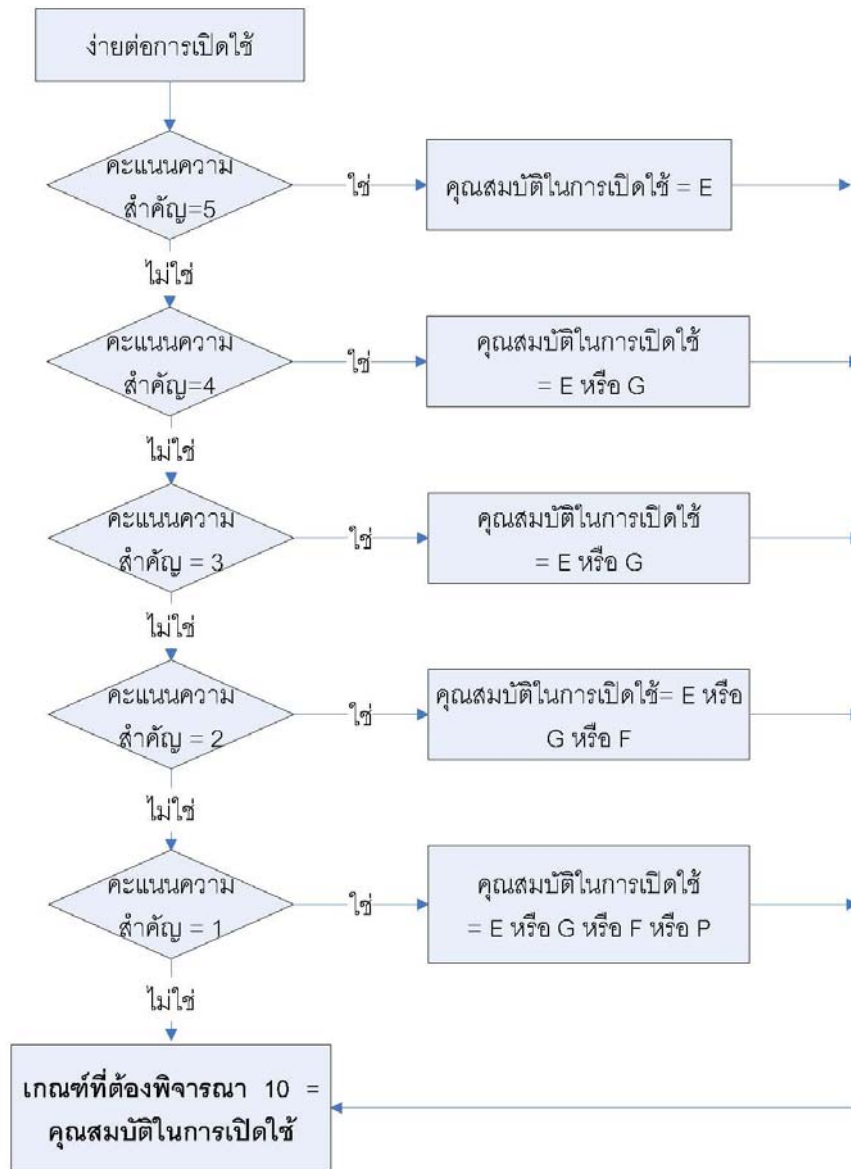 ง่ายต่อการเปิดใช้
คะแนนความ
สำคัญ=5
ใช่
คุณสมบัติในการเปิดใช้ = E
ไม่ใช่
คะแนนความ
สำคัญ=4
ใช่
คุณสมบัติในการเปิดใช้
= E หรือ G
ไม่ใช่
คะแนนความ
สำคัญ = 3
ใช่
คุณสมบัติในการเปิดใช้
= E หรือ G
ไม่ใช่
คะแนนความ
สำคัญ = 2
ใช่
คุณสมบัติในการเปิดใช้= E หรือ
G หรือ F
ไม่ใช่
คะแนนความ
สำคัญ = 1
ใช่
คุณสมบัติในการเปิดใช้
= E หรือ G หรือ F หรือ P
ไม่ใช่
เกณฑ์ที่ต้องพิจารณา 10 =
คุณสมบัติในการเปิดใช้